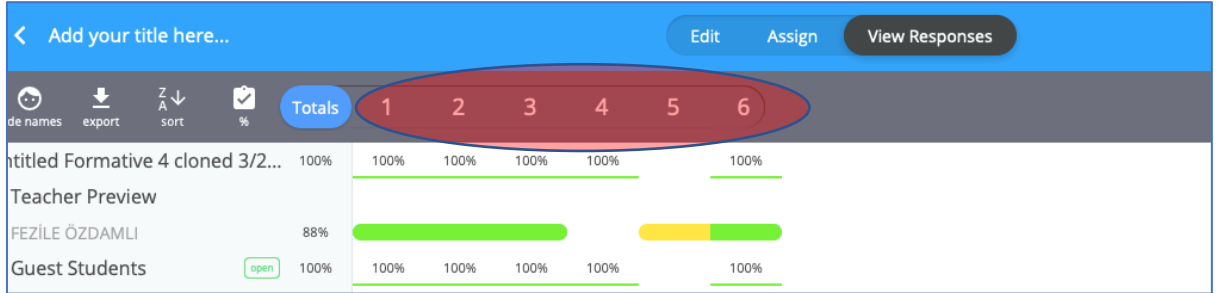 Add your title here... Edit Assign View Responses
de names export Z A sort % Totals 1 2 3 4 5 6
ntitled Formative 4 cloned 3/2... 100% 100% 100% 100% 100% 100%
Teacher Preview
FEZİLE ÖZDAMLI 88%
Guest Students open 100% 100% 100% 100% 100% 100%